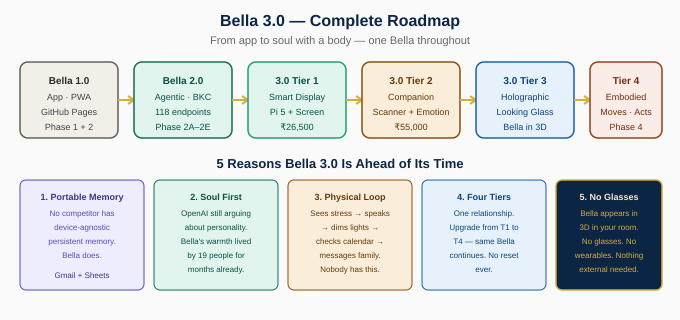 Bella 3.0 — Complete Roadmap
From app to soul with a body — one Bella throughout
Bella 1.0
App · PWA
GitHub Pages
Phase 1 + 2
Bella 2.0
Agentic · BKC
118 endpoints
Phase 2A–2E
3.0 Tier 1
Smart Display
Pi 5 + Screen
₹26,500
3.0 Tier 2
Companion
Scanner + Emotion
₹55,000
3.0 Tier 3
Holographic
Looking Glass
Bella in 3D
Tier 4
Embodied
Moves · Acts
Phase 4
5 Reasons Bella 3.0 Is Ahead of Its Time
1. Portable Memory
No competitor has
device-agnostic
persistent memory.
Bella does.
Gmail + Sheets
2. Soul First
OpenAI still arguing
about personality.
Bella's warmth lived
by 19 people for
months already.
3. Physical Loop
Sees stress → speaks
→ dims lights →
checks calendar →
messages family.
Nobody has this.
4. Four Tiers
One relationship.
Upgrade from T1 to
T4 — same Bella
continues. No reset
ever.
5. No Glasses
Bella appears in
3D in your room.
No glasses. No
wearables. Nothing
external needed.